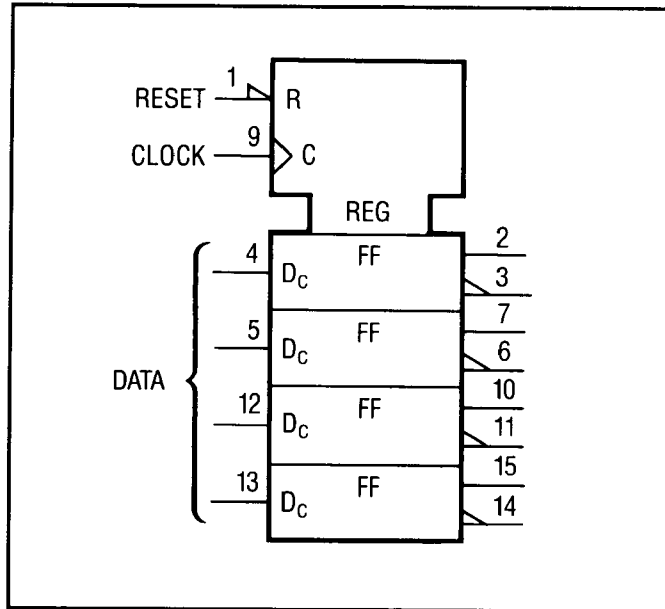 1
RESET R
9
CLOCK C
REG
4 FF 2
D_C 3
5 FF 7
D_C 6
DATA
12 FF 10
D_C 11
13 FF 15
D_C 14